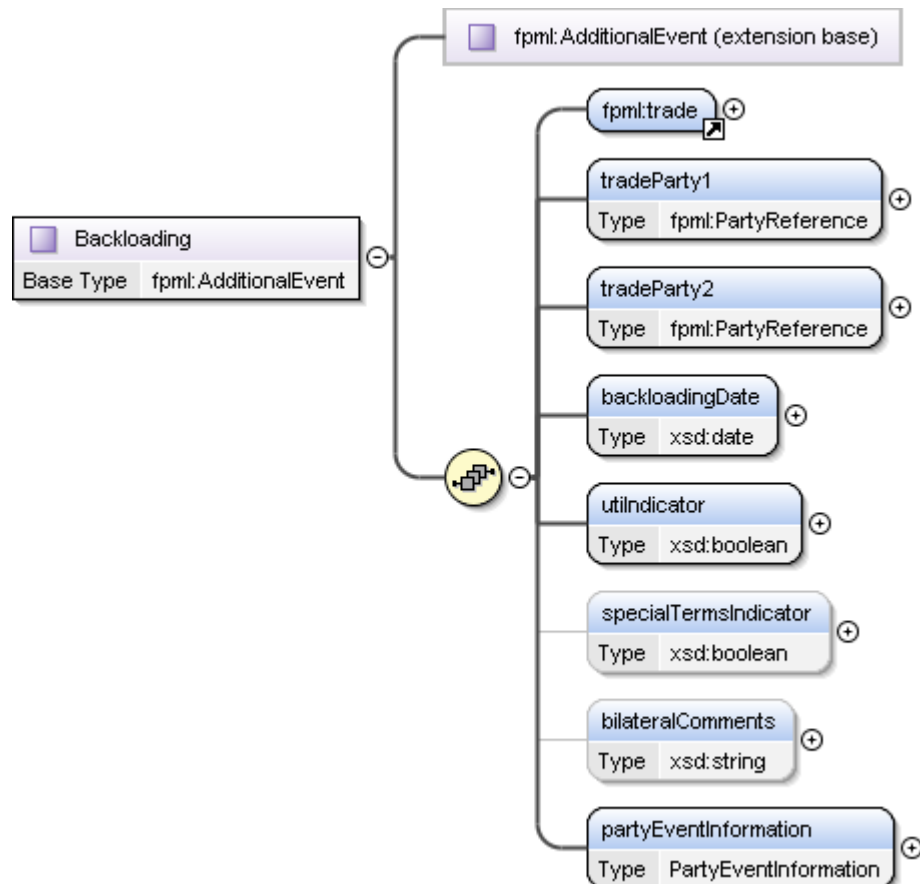 fpml:AdditionalEvent (extension base)
fpml:trade
tradeParty1
Type fpml:PartyReference
Backloading
Base Type fpml:AdditionalEvent
tradeParty2
Type fpml:PartyReference
backloadingDate
Type xsd:date
utiIndicator
Type xsd:boolean
specialTermsIndicator
Type xsd:boolean
bilateralComments
Type xsd:string
partyEventInformation
Type PartyEventInformation